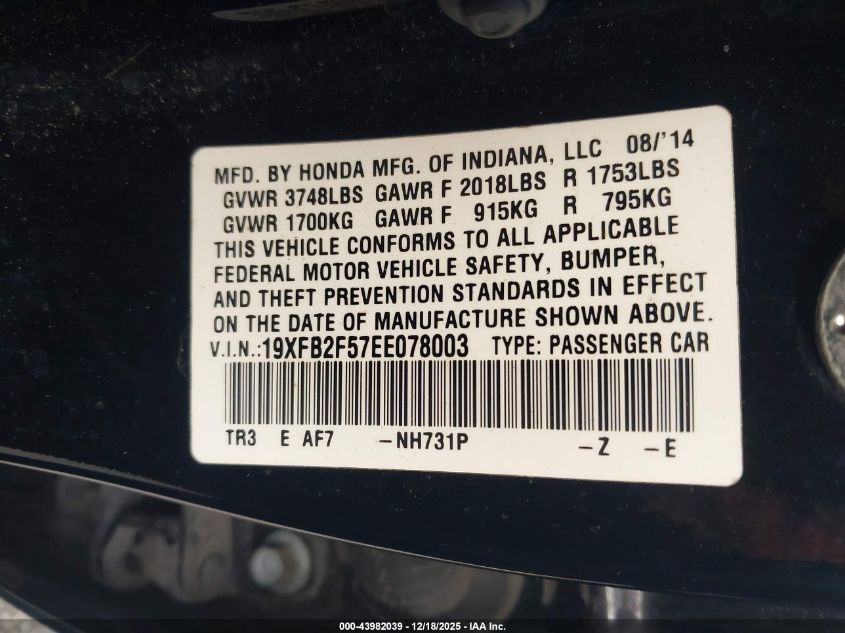 MFD. BY HONDA MFG. OF INDIANA, LLC 08/'14
GVWR 3748LBS GAWR F 2018LBS R 1753LBS
GVWR 1700KG GAWR F 915KG R 795KG
THIS VEHICLE CONFORMS TO ALL APPLICABLE
FEDERAL MOTOR VEHICLE SAFETY, BUMPER,
AND THEFT PREVENTION STANDARDS IN EFFECT
ON THE DATE OF MANUFACTURE SHOWN ABOVE.
V.I.N.:19XFB2F57EE078003 TYPE: PASSENGER CAR
TR3 E AF7 -NH731P -Z -E
000-43982039 - 12/18/2025 - IAA Inc.